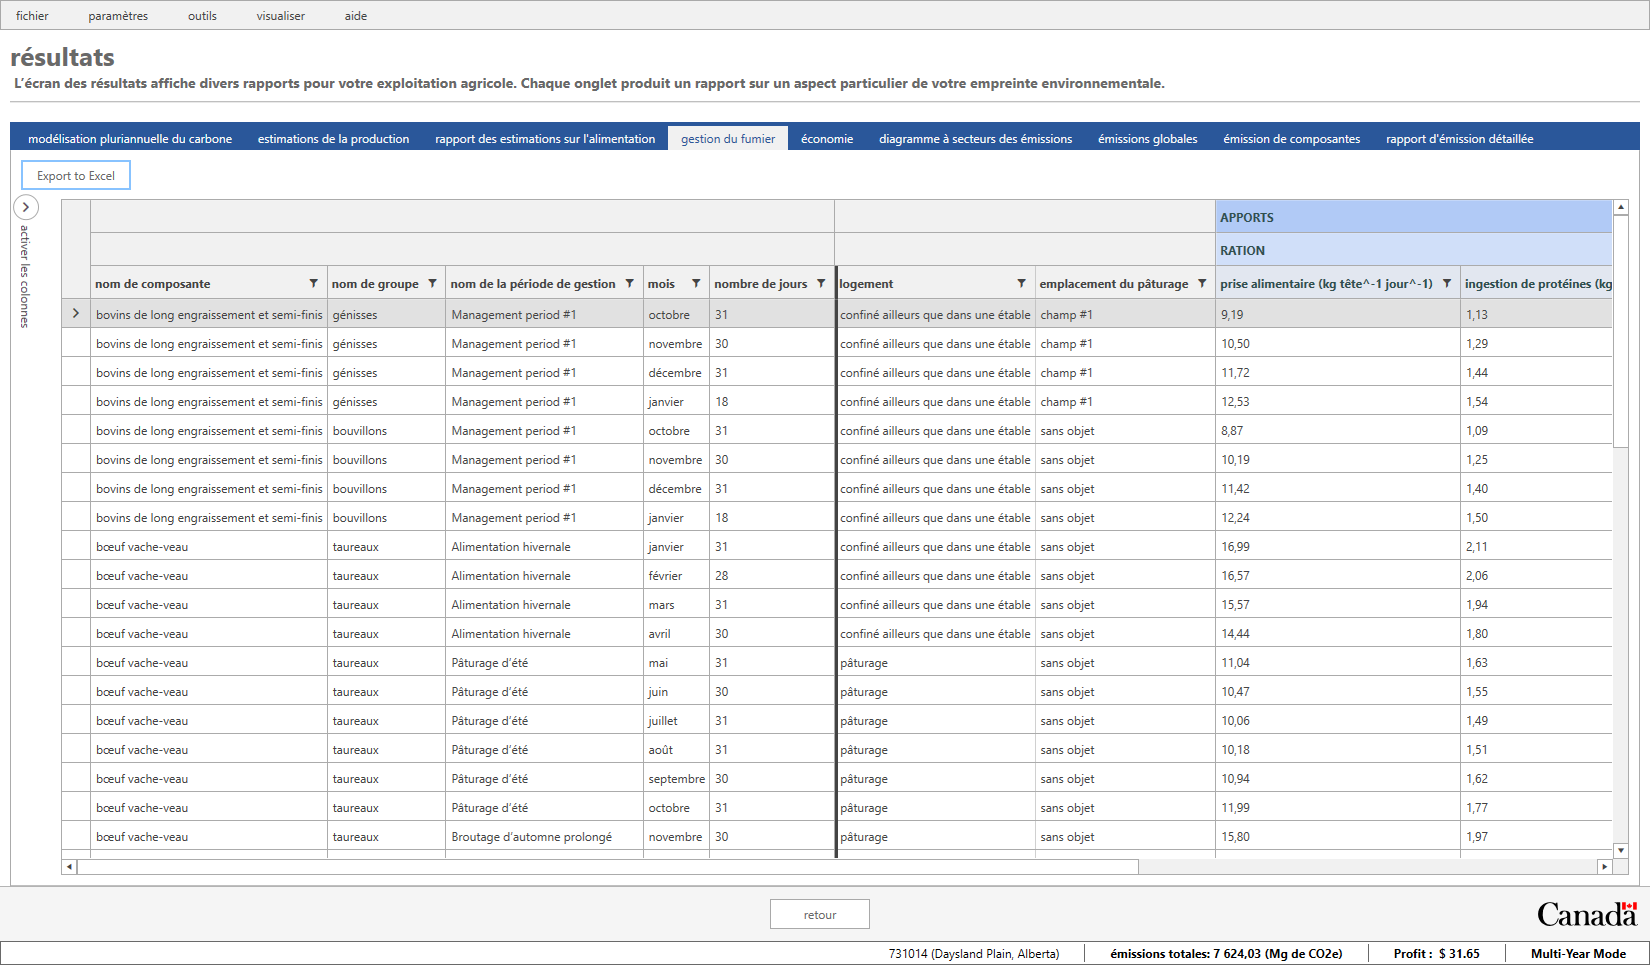 fichier paramètres outils visualiser aide
résultats
L'écran des résultats affiche divers rapports pour votre exploitation agricole. Chaque onglet produit un rapport sur un aspect particulier de votre empreinte environnementale.
modélisation pluriannuelle du carbone estimations de la production rapport des estimations sur l'alimentation gestion du fumier économie diagramme à secteurs des émissions émissions globales émission de composantes rapport d'émission détaillée
Export to Excel
activer les colonnes
APPORTS
RATION
nom de composante nom de groupe nom de la période de gestion mois nombre de jours logement emplacement du pâturage prise alimentaire (kg tête^-1 jour^-1) ingestion de protéines (kg
bovins de long engraissement et semi-finis génisses Management period #1 octobre 31 confiné ailleurs que dans une étable champ #1 9,19 1,13
bovins de long engraissement et semi-finis génisses Management period #1 novembre 30 confiné ailleurs que dans une étable champ #1 10,50 1,29
bovins de long engraissement et semi-finis génisses Management period #1 décembre 31 confiné ailleurs que dans une étable champ #1 11,72 1,44
bovins de long engraissement et semi-finis génisses Management period #1 janvier 18 confiné ailleurs que dans une étable champ #1 12,53 1,54
bovins de long engraissement et semi-finis bouvillons Management period #1 octobre 31 confiné ailleurs que dans une étable sans objet 8,87 1,09
bovins de long engraissement et semi-finis bouvillons Management period #1 novembre 30 confiné ailleurs que dans une étable sans objet 10,19 1,25
bovins de long engraissement et semi-finis bouvillons Management period #1 décembre 31 confiné ailleurs que dans une étable sans objet 11,42 1,40
bovins de long engraissement et semi-finis bouvillons Management period #1 janvier 18 confiné ailleurs que dans une étable sans objet 12,24 1,50
bœuf vache-veau taureaux Alimentation hivernale janvier 31 confiné ailleurs que dans une étable sans objet 16,99 2,11
bœuf vache-veau taureaux Alimentation hivernale février 28 confiné ailleurs que dans une étable sans objet 16,57 2,06
bœuf vache-veau taureaux Alimentation hivernale mars 31 confiné ailleurs que dans une étable sans objet 15,57 1,94
bœuf vache-veau taureaux Alimentation hivernale avril 30 confiné ailleurs que dans une étable sans objet 14,44 1,80
bœuf vache-veau taureaux Pâturage d'été mai 31 pâturage sans objet 11,04 1,63
bœuf vache-veau taureaux Pâturage d'été juin 30 pâturage sans objet 10,47 1,55
bœuf vache-veau taureaux Pâturage d'été juillet 31 pâturage sans objet 10,06 1,49
bœuf vache-veau taureaux Pâturage d'été août 31 pâturage sans objet 10,18 1,51
bœuf vache-veau taureaux Pâturage d'été septembre 30 pâturage sans objet 10,94 1,62
bœuf vache-veau taureaux Pâturage d'été octobre 31 pâturage sans objet 11,99 1,77
bœuf vache-veau taureaux Broutage d'automne prolongé novembre 30 pâturage sans objet 15,80 1,97
retour
Canada
731014 (Daysland Plain, Alberta) émissions totales: 7 624,03 (Mg de CO2e) Profit : $ 31.65 Multi-Year Mode